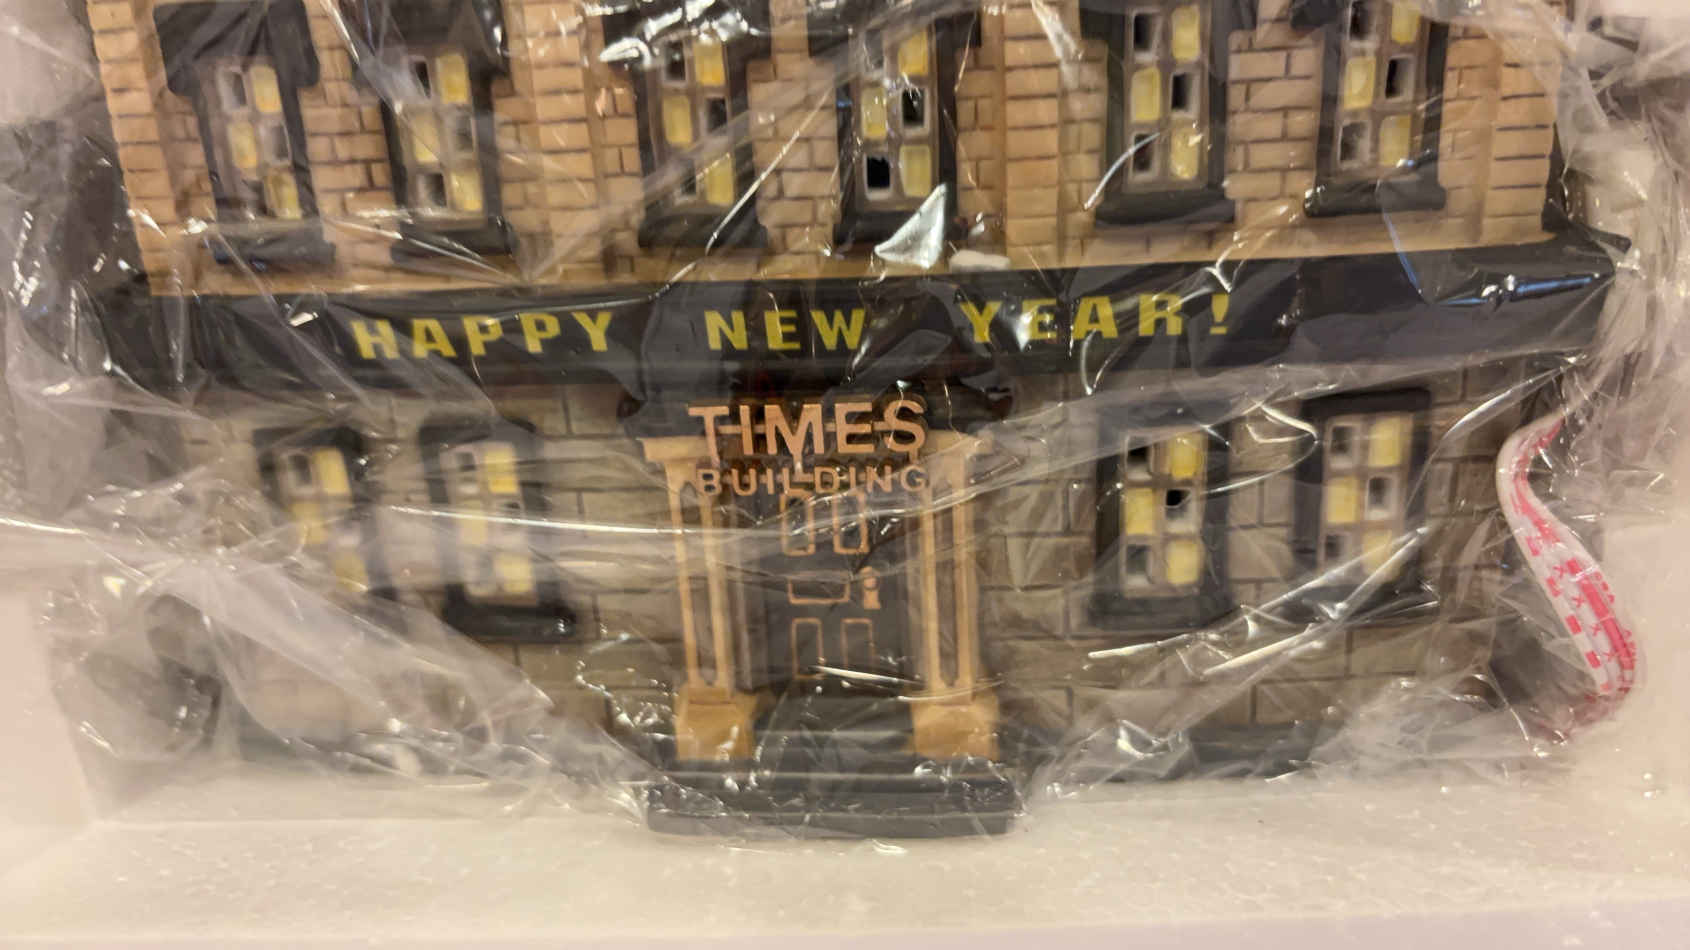 HAPPY NEW YEAR!
TIMES
BUILDING